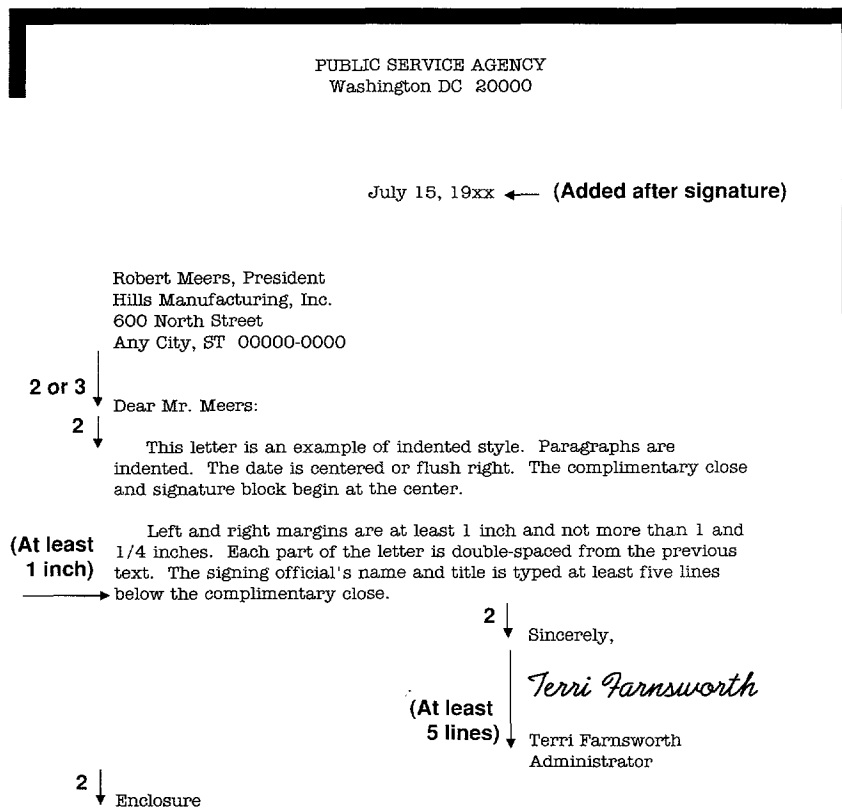 PUBLIC SERVICE AGENCY
Washington DC 20000
July 15, 19xx (Added after signature)
Robert Meers, President
Hills Manufacturing, Inc.
600 North Street
Any City, ST 00000-0000
2 or 3
Dear Mr. Meers:
2
This letter is an example of indented style. Paragraphs are
indented. The date is centered or flush right. The complimentary close
and signature block begin at the center.
Left and right margins are at least 1 inch and not more than 1 and
(At least 1/4 inches. Each part of the letter is double-spaced from the previous
1 inch) text. The signing official's name and title is typed at least five lines
below the complimentary close.
2
Sincerely,
Terri Farnsworth
(At least
5 lines) Terri Farnsworth
Administrator
2
Enclosure